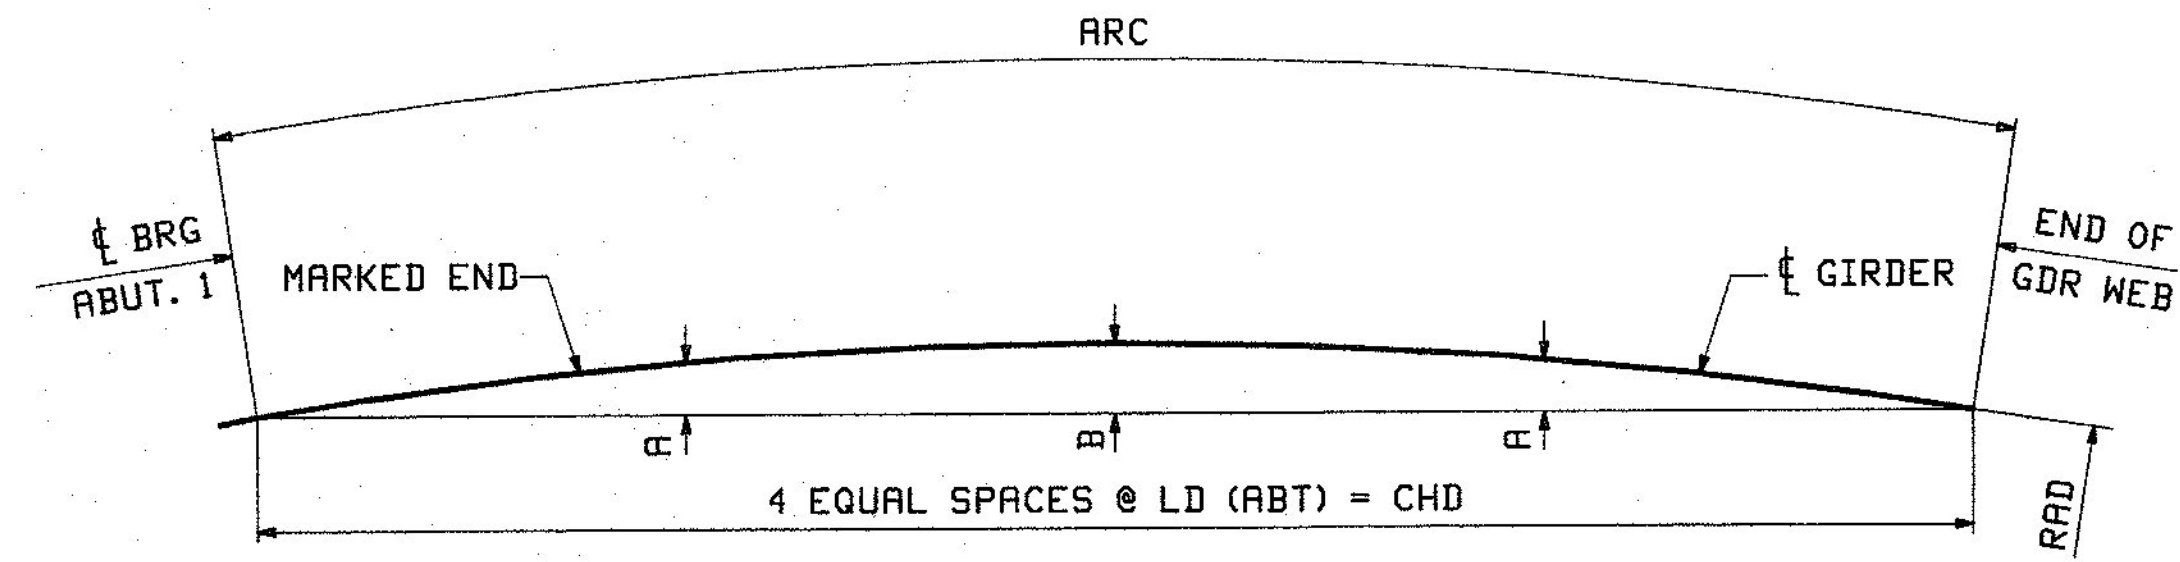 ARC
℄ BRG
ABUT. 1
MARKED END
℄ GIRDER
END OF
GDR WEB
A
B
A
4 EQUAL SPACES @ LD (ABT) = CHD
RAD